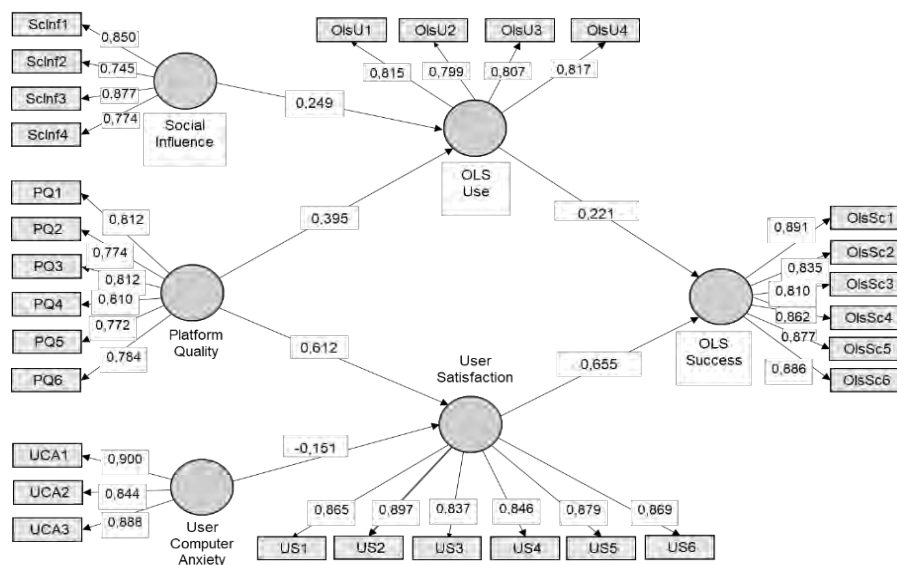 ScInf1
ScInf2
ScInf3
ScInf4
0,850
0,745
0,877
0,774
Social
Influence
OlsU1
OlsU2
OlsU3
OlsU4
0,815
0,799
0,807
0,817
0,249
OLS
Use
PQ1
PQ2
PQ3
PQ4
PQ5
PQ6
0,812
0,774
0,812
0,810
0,772
0,784
Platform
Quality
0,395
0,612
0,221
0,655
-0,151
OlsSc1
OlsSc2
OlsSc3
OlsSc4
OlsSc5
OlsSc6
0,891
0,835
0,810
0,862
0,877
0,886
OLS
Success
User
Satisfaction
UCA1
UCA2
UCA3
0,900
0,844
0,888
User
Computer
Anxiety
0,865
0,897
0,837
0,846
0,879
0,869
US1
US2
US3
US4
US5
US6